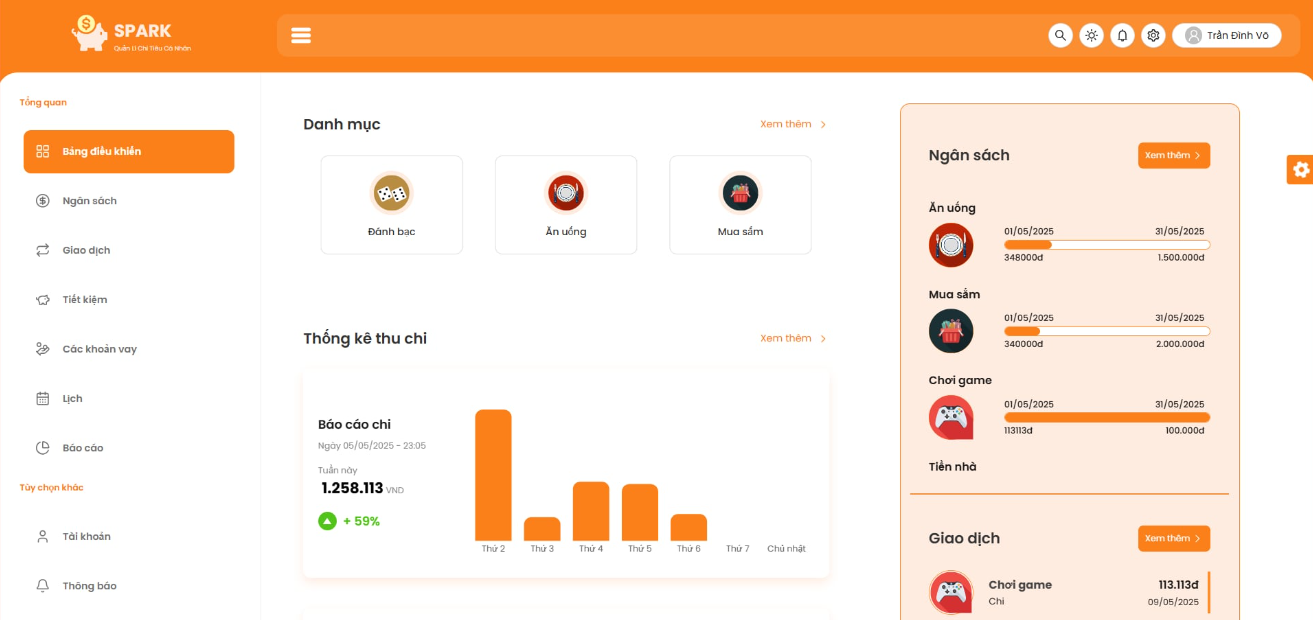 SPARK
Quản Lí Chi Tiêu Cá Nhân
Trần Đình Võ
Tổng quan
Bảng điều khiển
Ngân sách
Giao dịch
Tiết kiệm
Các khoản vay
Lịch
Báo cáo
Tùy chọn khác
Tài khoản
Thông báo
Danh mục
Xem thêm
Đánh bạc
Ăn uống
Mua sắm
Thống kê thu chi
Xem thêm
Báo cáo chi
Ngày 05/05/2025 - 23:05
Tuần này
1.258.113 VND
+ 59%
Thứ 2 Thứ 3 Thứ 4 Thứ 5 Thứ 6 Thứ 7 Chủ nhật
Ngân sách
Xem thêm
Ăn uống
01/05/2025 31/05/2025
348000đ 1.500.000đ
Mua sắm
01/05/2025 31/05/2025
340000đ 2.000.000đ
Chơi game
01/05/2025 31/05/2025
113113đ 100.000đ
Tiền nhà
Giao dịch
Xem thêm
Chơi game 113.113đ
Chi 09/05/2025